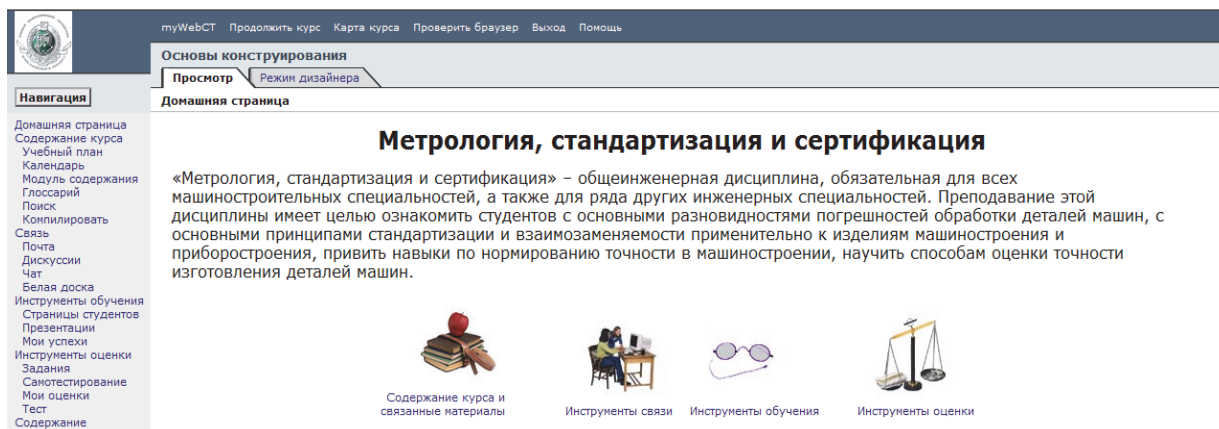 myWebCT Продолжить курс Карта курса Проверить браузер Выход Помощь
Основы конструирования
Просмотр Режим дизайнера
Домашняя страница
Навигация
Домашняя страница
Содержание курса
Учебный план
Календарь
Модуль содержания
Глоссарий
Поиск
Компилировать
Связь
Почта
Дискуссии
Чат
Белая доска
Инструменты обучения
Страницы студентов
Презентации
Мои успехи
Инструменты оценки
Задания
Самотестирование
Мои оценки
Тест
Содержание
Метрология, стандартизация и сертификация
«Метрология, стандартизация и сертификация» – общеинженерная дисциплина, обязательная для всех
машиностроительных специальностей, а также для ряда других инженерных специальностей. Преподавание этой
дисциплины имеет целью ознакомить студентов с основными разновидностями погрешностей обработки деталей машин, с
основными принципами стандартизации и взаимозаменяемости применительно к изделиям машиностроения и
приборостроения, привить навыки по нормированию точности в машиностроении, научить способам оценки точности
изготовления деталей машин.
Содержание курса и
связанные материалы
Инструменты связи
Инструменты обучения
Инструменты оценки